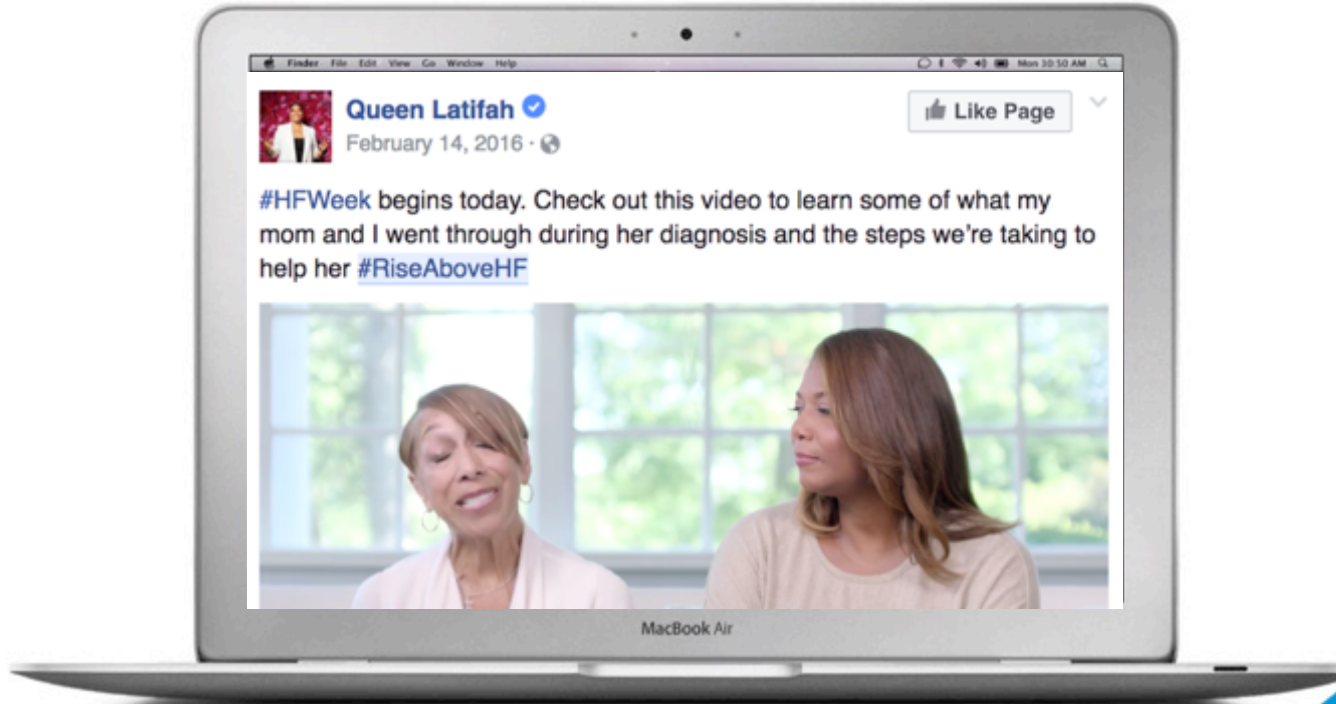 Finder File Edit View Go Window Help Mon 10:50 AM
Queen Latifah
Like Page
February 14, 2016 ·
#HFWeek begins today. Check out this video to learn some of what my
mom and I went through during her diagnosis and the steps we're taking to
help her #RiseAboveHF
MacBook Air